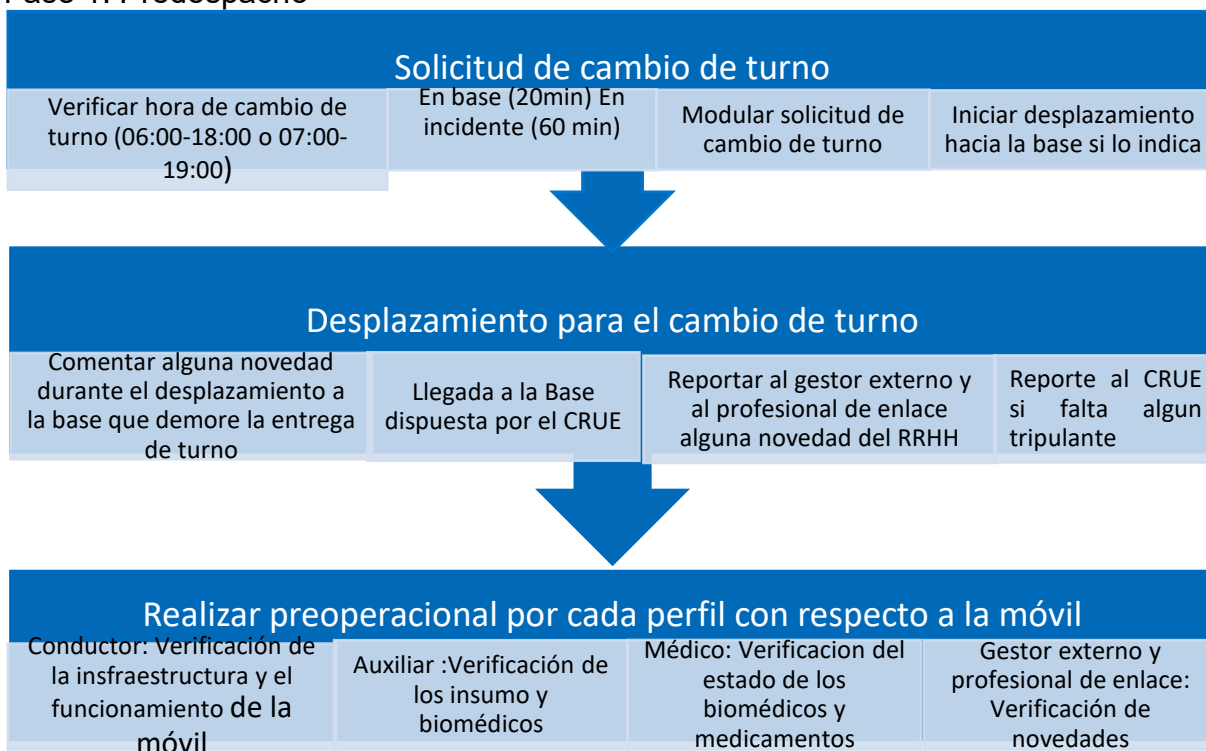 Solicitud de cambio de turno
Verificar hora de cambio de
turno (06:00-18:00 o 07:00-
19:00)
En base (20min) En
incidente (60 min)
Modular solicitud de
cambio de turno
Iniciar desplazamiento
hacia la base si lo indica
Desplazamiento para el cambio de turno
Comentar alguna novedad
durante el desplazamiento a
la base que demore la entrega
de turno
Llegada a la Base
dispuesta por el CRUE
Reportar al gestor externo y
al profesional de enlace
alguna novedad del RRHH
Reporte al CRUE
si falta algun
tripulante
Realizar preoperacional por cada perfil con respecto a la móvil
Conductor: Verificación de
la insfraestructura y el
funcionamiento de la
móvil
Auxiliar :Verificación de
los insumo y
biomédicos
Médico: Verificacion del
estado de los
biomédicos y
medicamentos
Gestor externo y
profesional de enlace:
Verificación de
novedades